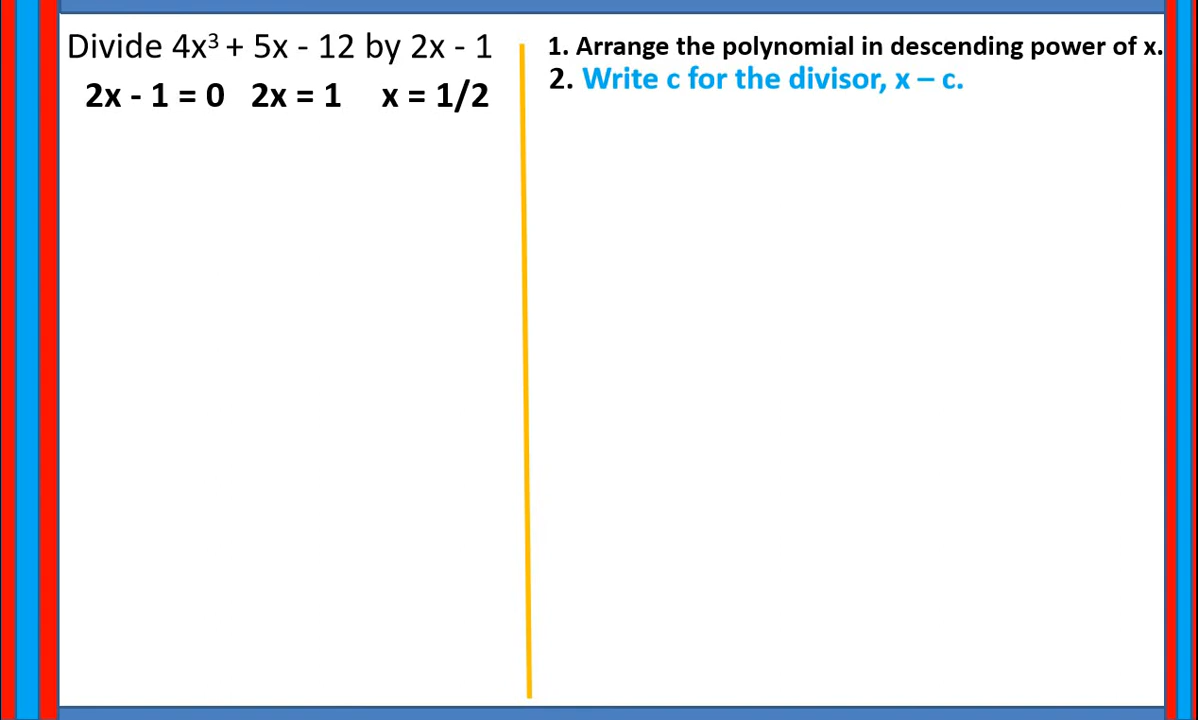 Divide 4x³ + 5x - 12 by 2x - 1
2x - 1 = 0 2x = 1 x = 1/2
1. Arrange the polynomial in descending power of x.
2. Write c for the divisor, x – c.